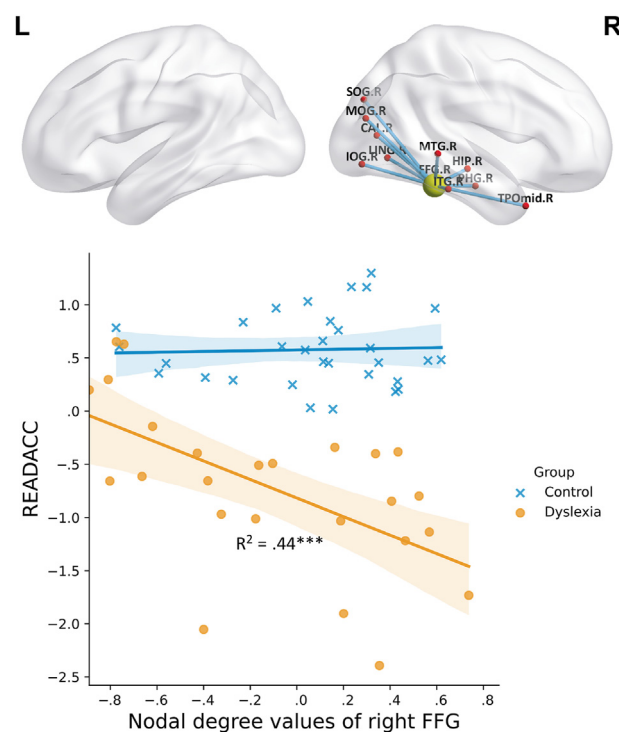 L R
SOG.R
MOG.R
CAL.R
MTG.R
LING.R
IOG.R
HIP.R
FFG.R
ITG.R
PHG.R
TPOmid.R
1.0
.5
.0
−0.5
−1.0
−1.5
−2.0
−2.5
READACC
Group
Control
Dyslexia
R² = .44***
−.8 −.6 −.4 −.2 .0 .2 .4 .6 .8
Nodal degree values of right FFG